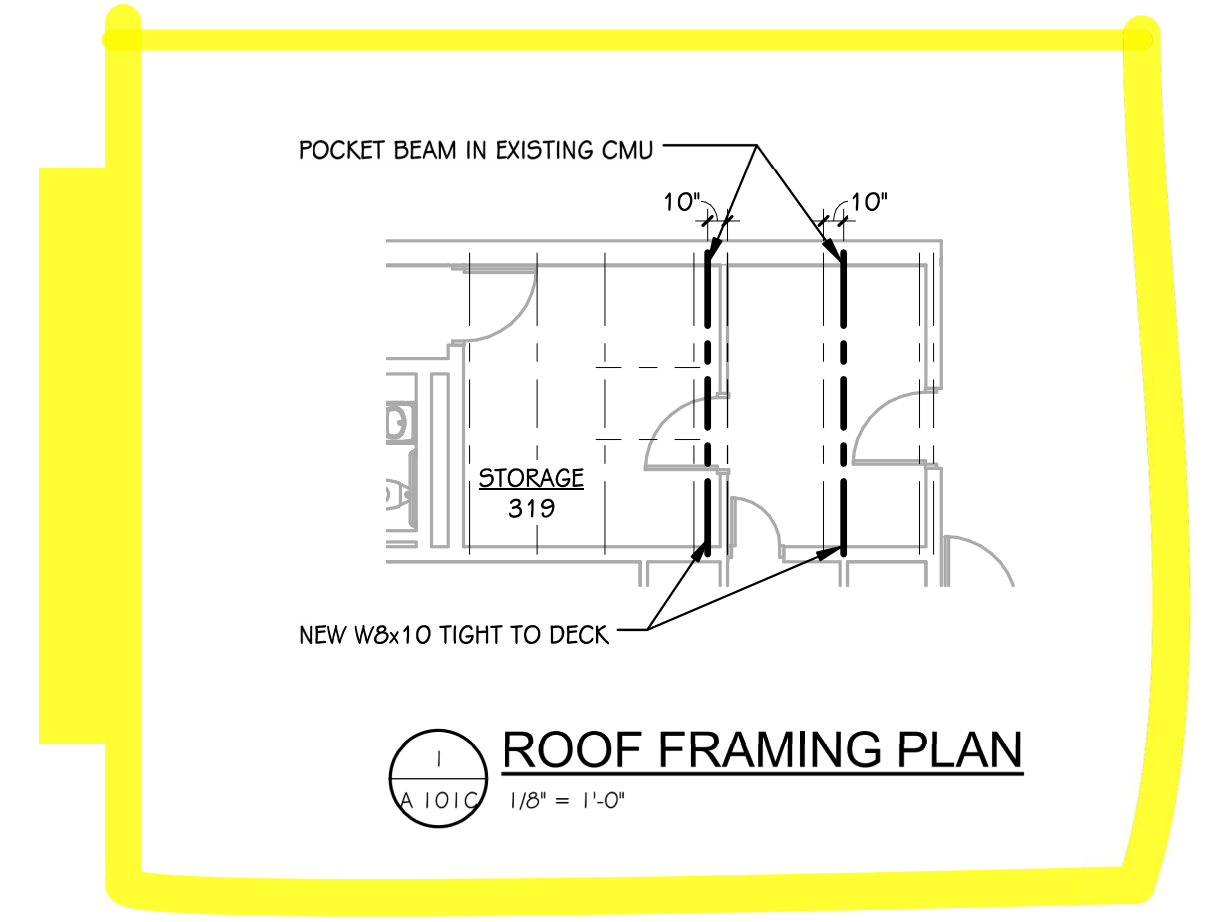 POCKET BEAM IN EXISTING CMU
10"
10"
STORAGE
319
NEW W8x10 TIGHT TO DECK
1
A 101C
ROOF FRAMING PLAN
1/8" = 1'-0"